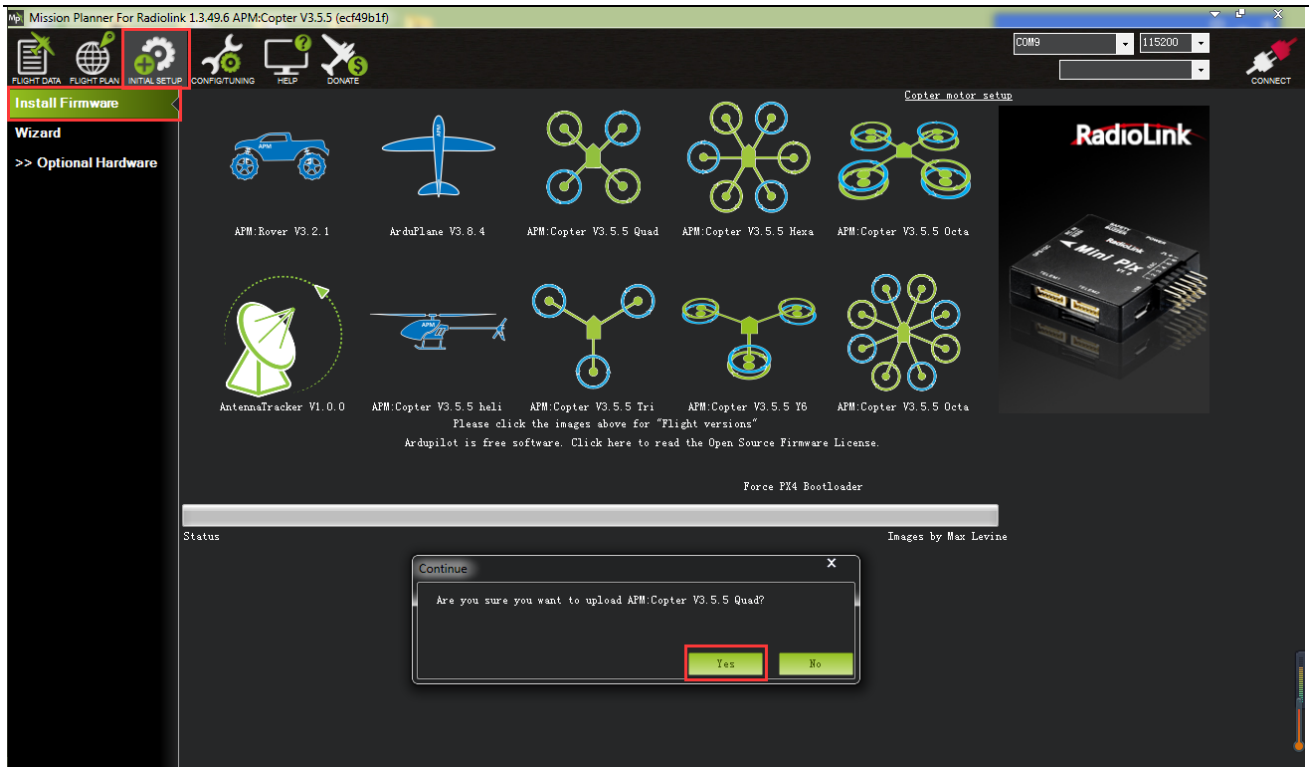 Mission Planner For Radiolink 1.3.49.6 APM:Copter V3.5.5 (ecf49b1f)
FLIGHT DATA FLIGHT PLAN INITIAL SETUP CONFIG/TUNING HELP DONATE
COM9 115200
CONNECT
Install Firmware
Wizard
>> Optional Hardware
Copter motor setup
RadioLink
APM:Rover V3.2.1 ArduPlane V3.8.4 APM:Copter V3.5.5 Quad APM:Copter V3.5.5 Hexa APM:Copter V3.5.5 Octa
Mini Pix
AntennaTracker V1.0.0 APM:Copter V3.5.5 heli APM:Copter V3.5.5 Tri APM:Copter V3.5.5 Y6 APM:Copter V3.5.5 Octa
Please click the images above for "Flight versions"
Ardupilot is free software. Click here to read the Open Source Firmware License.
Force PX4 Bootloader
Status
Images by Max Levine
Continue
X
Are you sure you want to upload APM:Copter V3.5.5 Quad?
Yes No